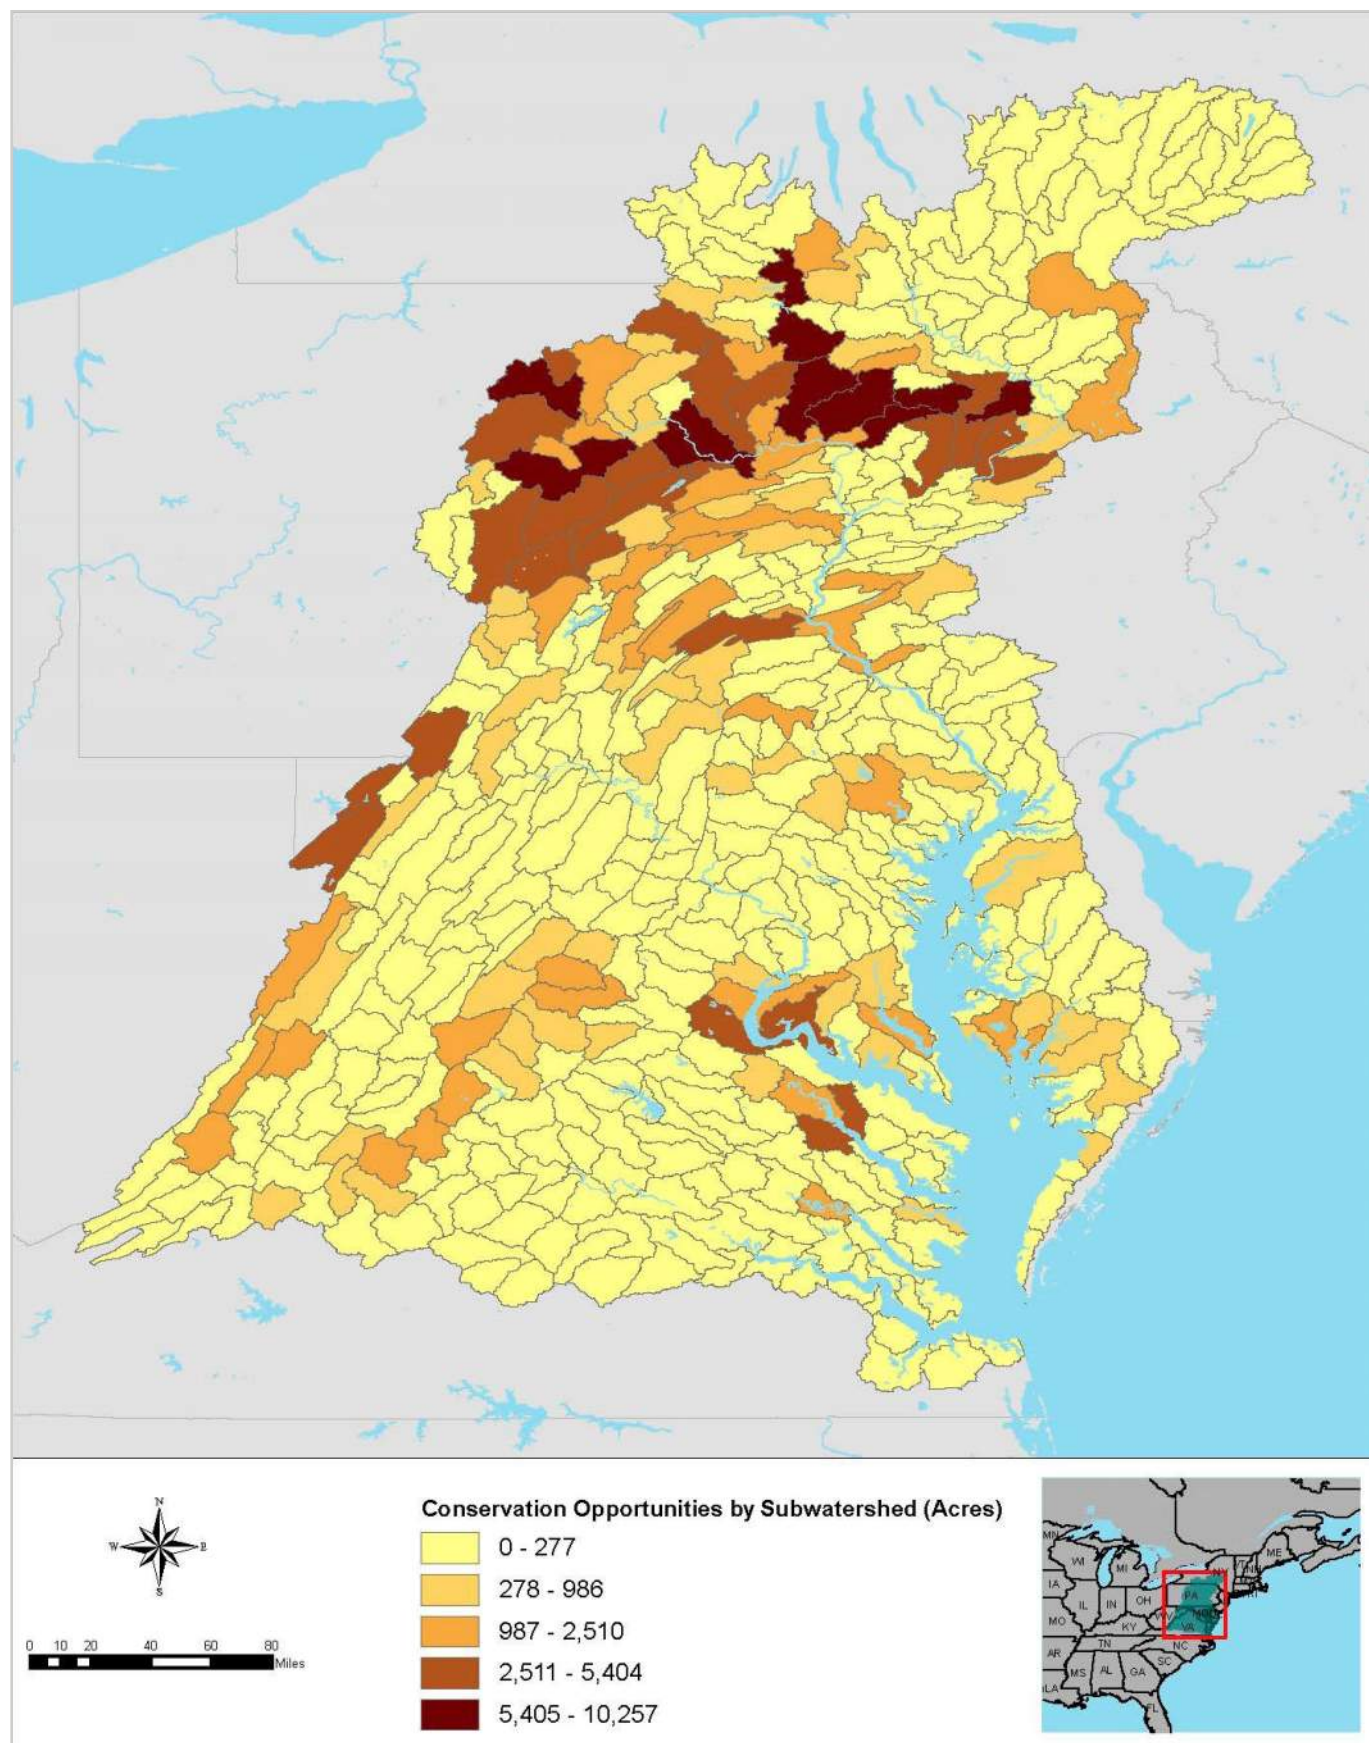 N
W
E
S
0 10 20 40 60 80
Miles
Conservation Opportunities by Subwatershed (Acres)
0 - 277
278 - 986
987 - 2,510
2,511 - 5,404
5,405 - 10,257
MN
WI
MI
NY
VT
NH
ME
IA
IL
IN
OH
PA
MO
KY
WV
VA
MD
AR
TN
NC
MS
AL
GA
SC
LA
FL